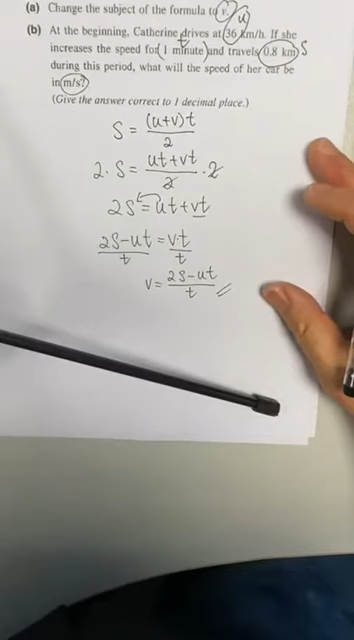 (a) Change the subject of the formula to v.
u
(b) At the beginning, Catherine drives at 36 km/h. If she
t
increases the speed for 1 minute and travels 0.8 km S
during this period, what will the speed of her car be
in m/s?
(Give the answer correct to 1 decimal place.)
S = (u+v)t / 2
2 · S = ut+vt / 2 · 2
2S = ut+vt
2S-ut / t = v·t / t
v = 2S-ut / t